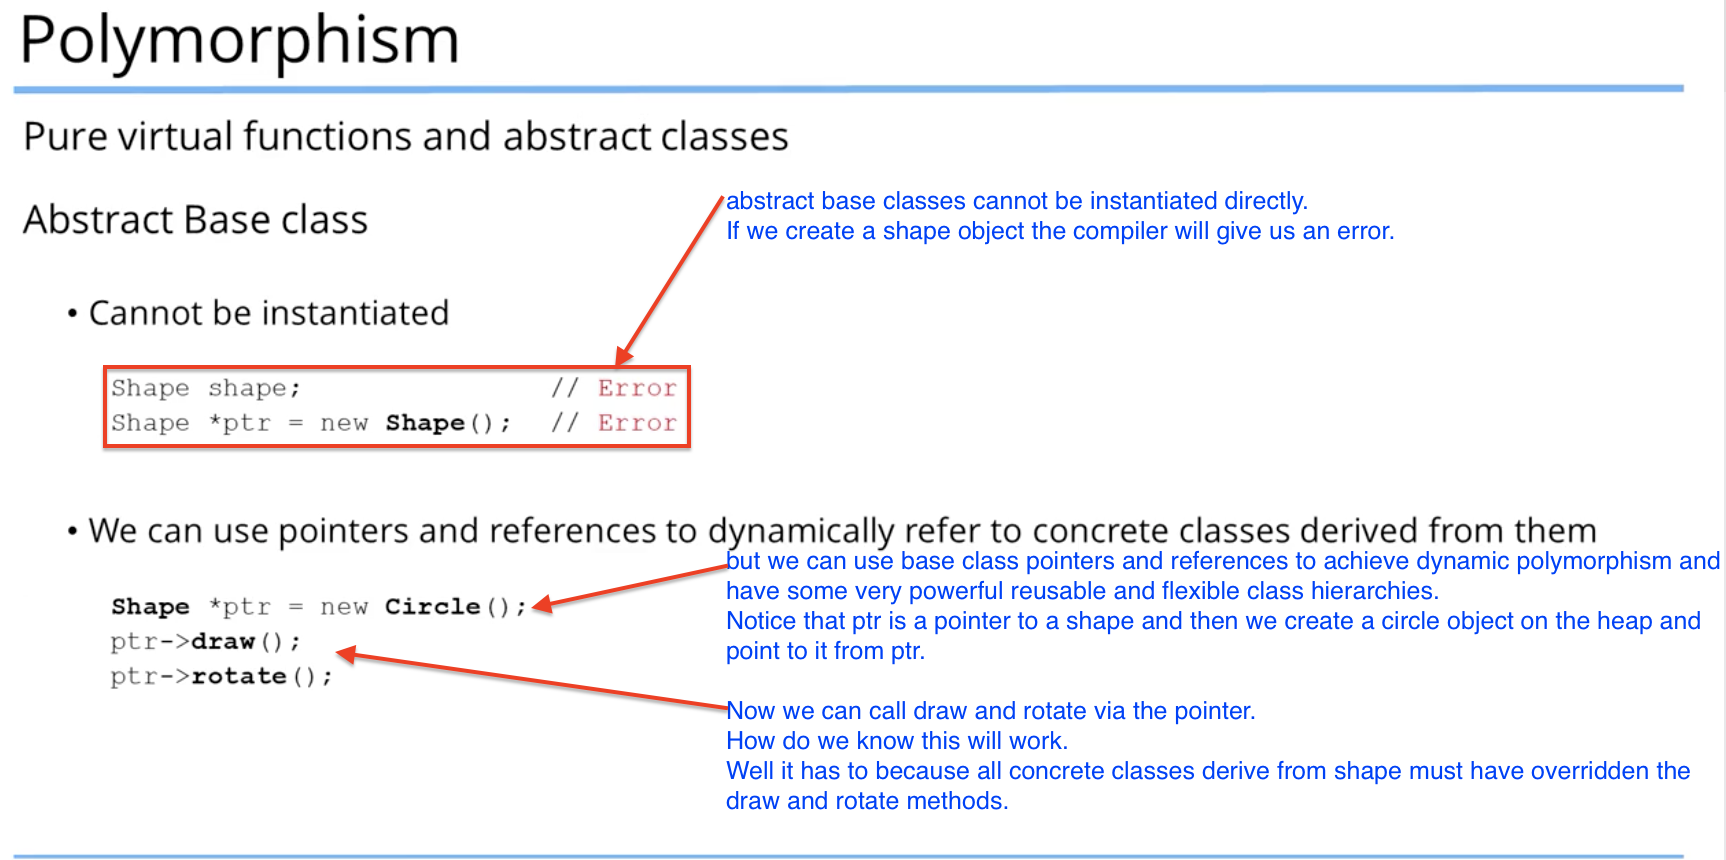 Polymorphism
Pure virtual functions and abstract classes
Abstract Base class
abstract base classes cannot be instantiated directly.
If we create a shape object the compiler will give us an error.
• Cannot be instantiated
Shape shape; // Error
Shape *ptr = new Shape(); // Error
• We can use pointers and references to dynamically refer to concrete classes derived from them
but we can use base class pointers and references to achieve dynamic polymorphism and
have some very powerful reusable and flexible class hierarchies.
Notice that ptr is a pointer to a shape and then we create a circle object on the heap and
point to it from ptr.
Shape *ptr = new Circle();
ptr->draw();
ptr->rotate();
Now we can call draw and rotate via the pointer.
How do we know this will work.
Well it has to because all concrete classes derive from shape must have overridden the
draw and rotate methods.